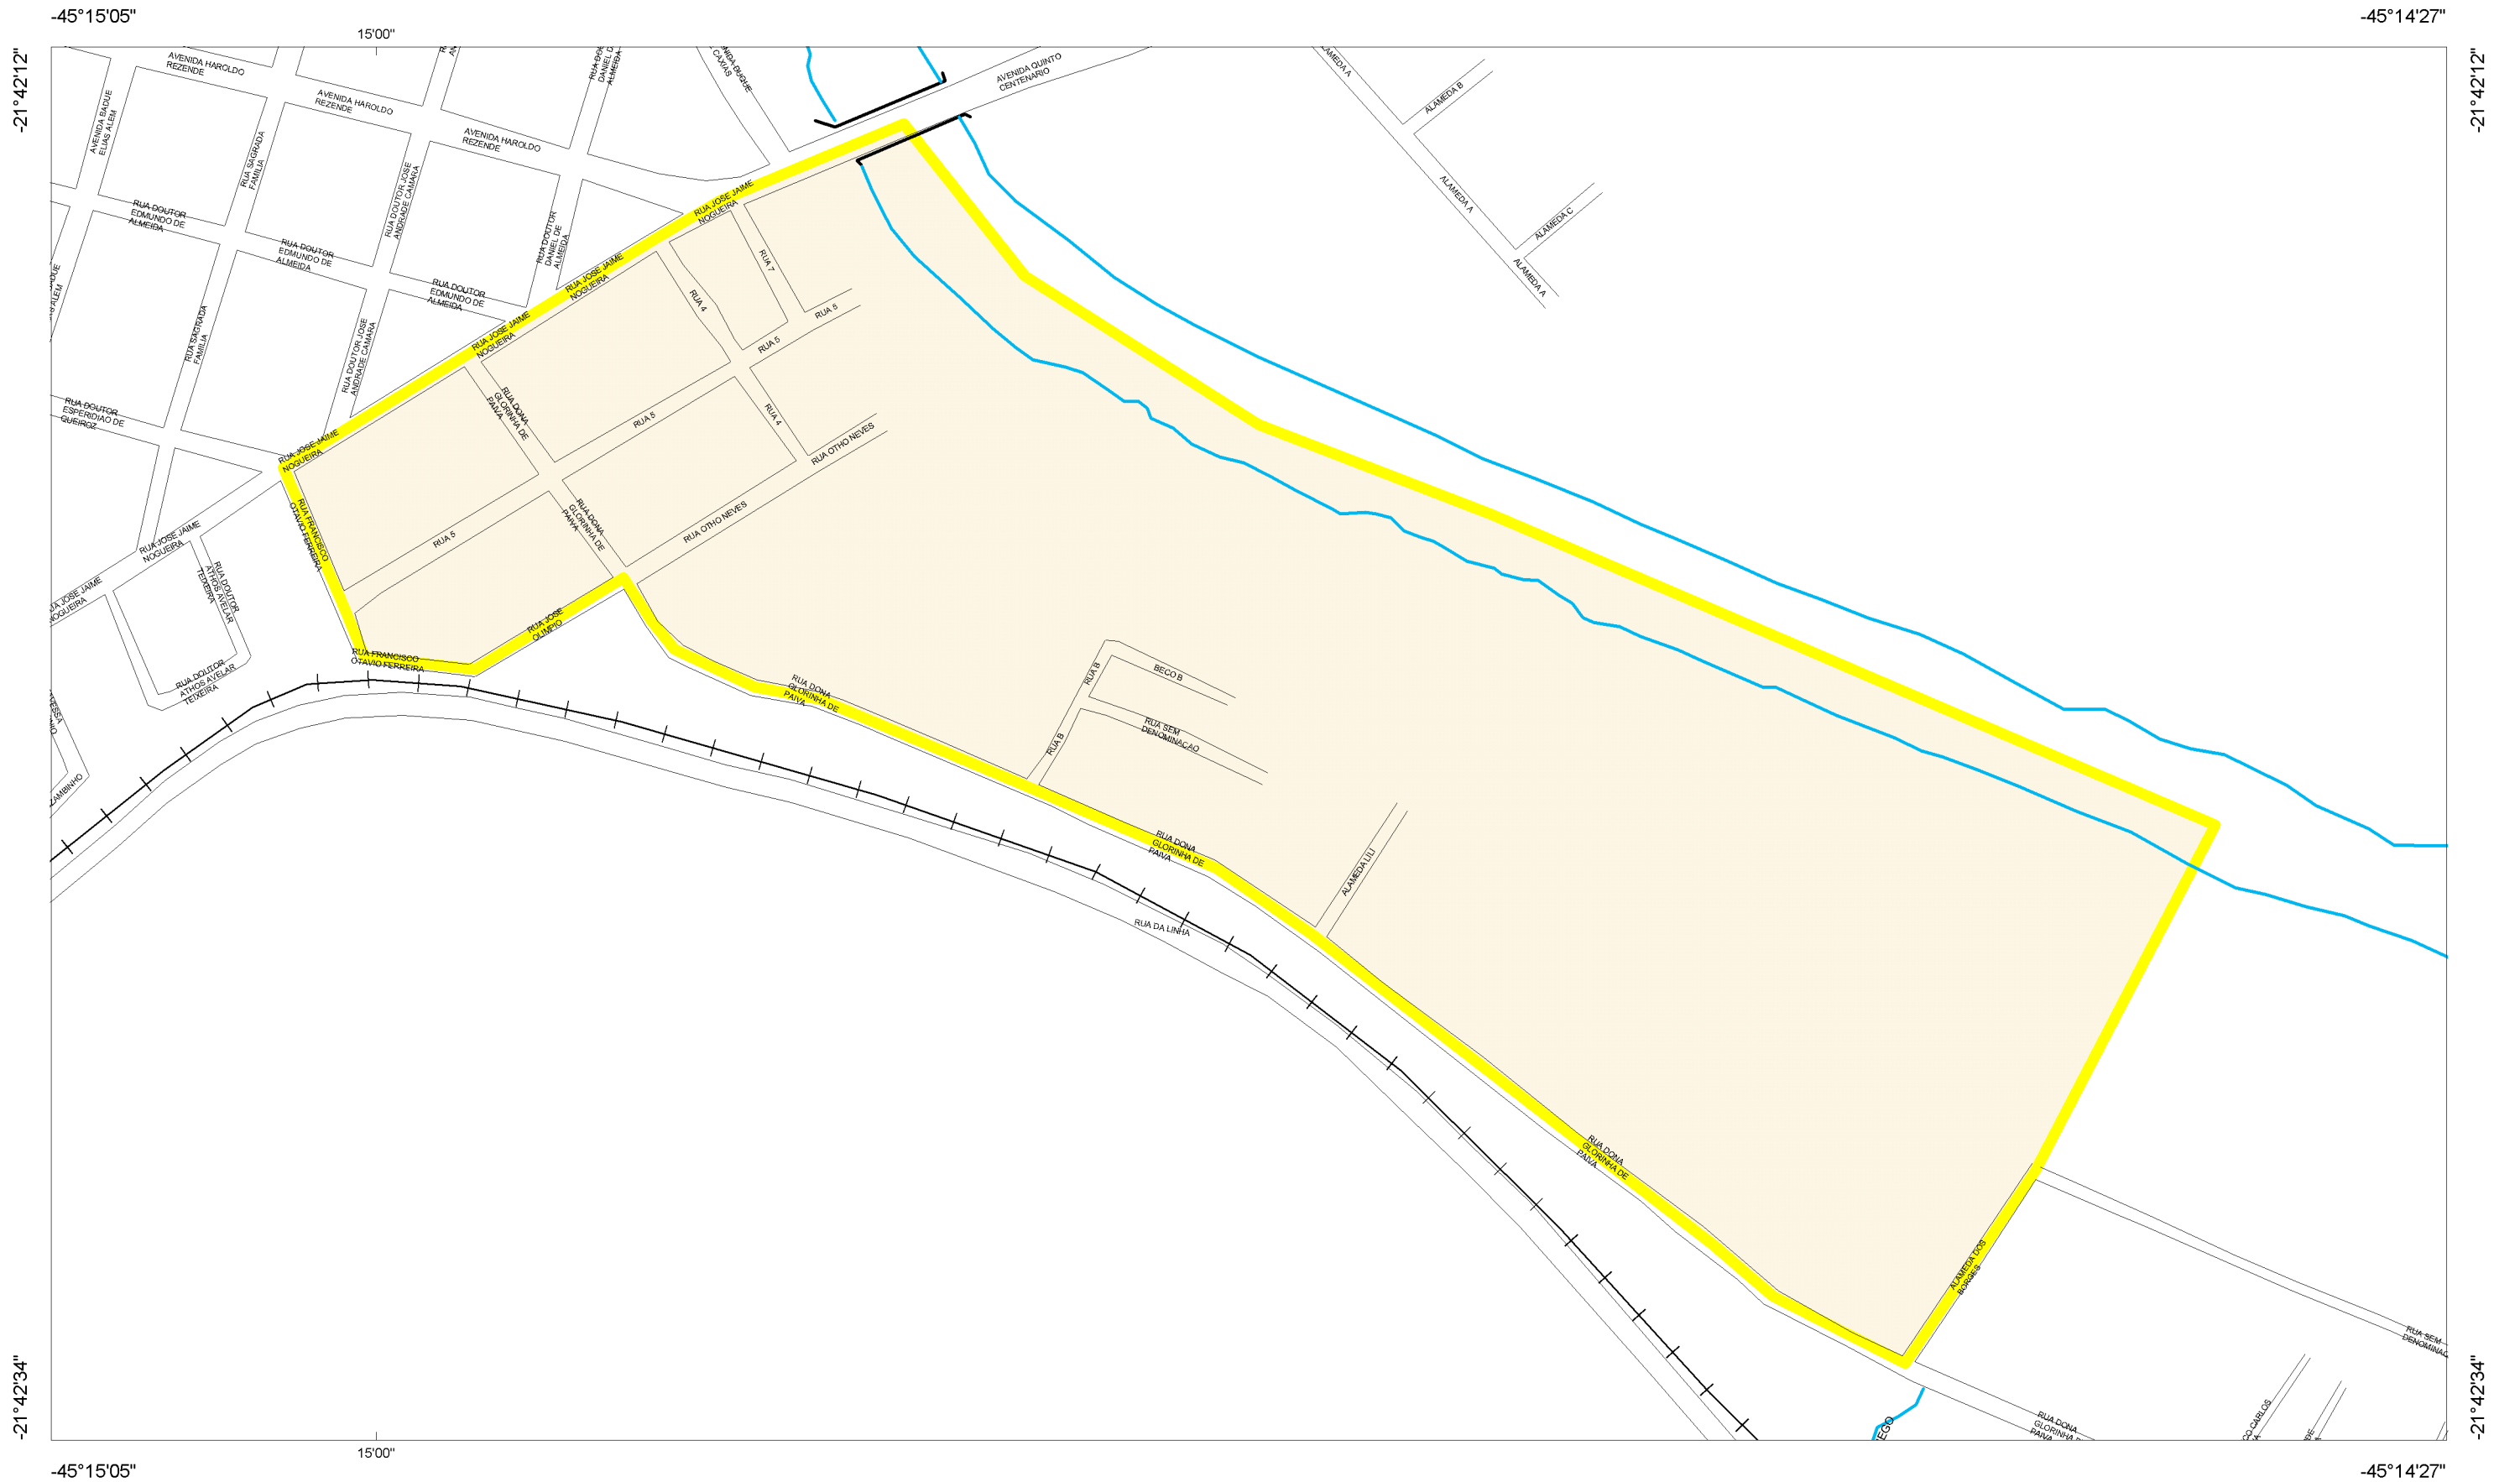 -45°15'05"
-45°14'27"
15'00"
-21°42'12"
-21°42'12"
AVENIDA HAROLDO
REZENDE
AVENIDA HAROLDO
REZENDE
AVENIDA HAROLDO
REZENDE
AVENIDA BADUE
ELIAS ALEM
RUA SAGRADA
FAMILIA
RUA DOUTOR JOSE
ANDRADE CAMARA
DANIEL DE
ALMEIDA
CAXIAS
AVENIDA QUINTO
CENTENARIO
ALAMEDA A
ALAMEDA B
ALAMEDA A
ALAMEDA C
ALAMEDA A
RUA DOUTOR
EDMUNDO DE
ALMEIDA
RUA DOUTOR
EDMUNDO DE
ALMEIDA
RUA DOUTOR
EDMUNDO DE
ALMEIDA
RUA DOUTOR
DANIEL DE
ALMEIDA
RUA JOSE JAIME
NOGUEIRA
RUA JOSE JAIME
NOGUEIRA
RUA JOSE JAIME
NOGUEIRA
RUA JOSE JAIME
NOGUEIRA
RUA 7
RUA 4
RUA 5
RUA 5
RUA 5
RUA 4
RUA OTHO NEVES
RUA SAGRADA
FAMILIA
RUA DOUTOR JOSE
ANDRADE CAMARA
RUA DOUTOR
ESPERIDIAO DE
QUEIROZ
RUA DONA
GLORINHA DE
PAIVA
RUA DONA
GLORINHA DE
PAIVA
RUA OTHO NEVES
RUA 5
RUA FRANCISCO
OTAVIO FERREIRA
RUA JOSE JAIME
NOGUEIRA
RUA DOUTOR
ATHOS AVELAR
TEIXEIRA
RUA JOSE
OLIMPIO
RUA FRANCISCO
OTAVIO FERREIRA
RUA DOUTOR
ATHOS AVELAR
TEIXEIRA
RUA DONA
GLORINHA DE
PAIVA
RUA B
BECO B
RUA SEM
DENOMINACAO
RUA B
RUA DONA
GLORINHA DE
PAIVA
ALAMEDA LILI
RUA DA LINHA
RUA DONA
GLORINHA DE
PAIVA
ALAMEDA DOS
BORGES
RUA SEM
RUA DONA
GLORINHA
PAIVA
-21°42'34"
-21°42'34"
15'00"
-45°15'05"
-45°14'27"